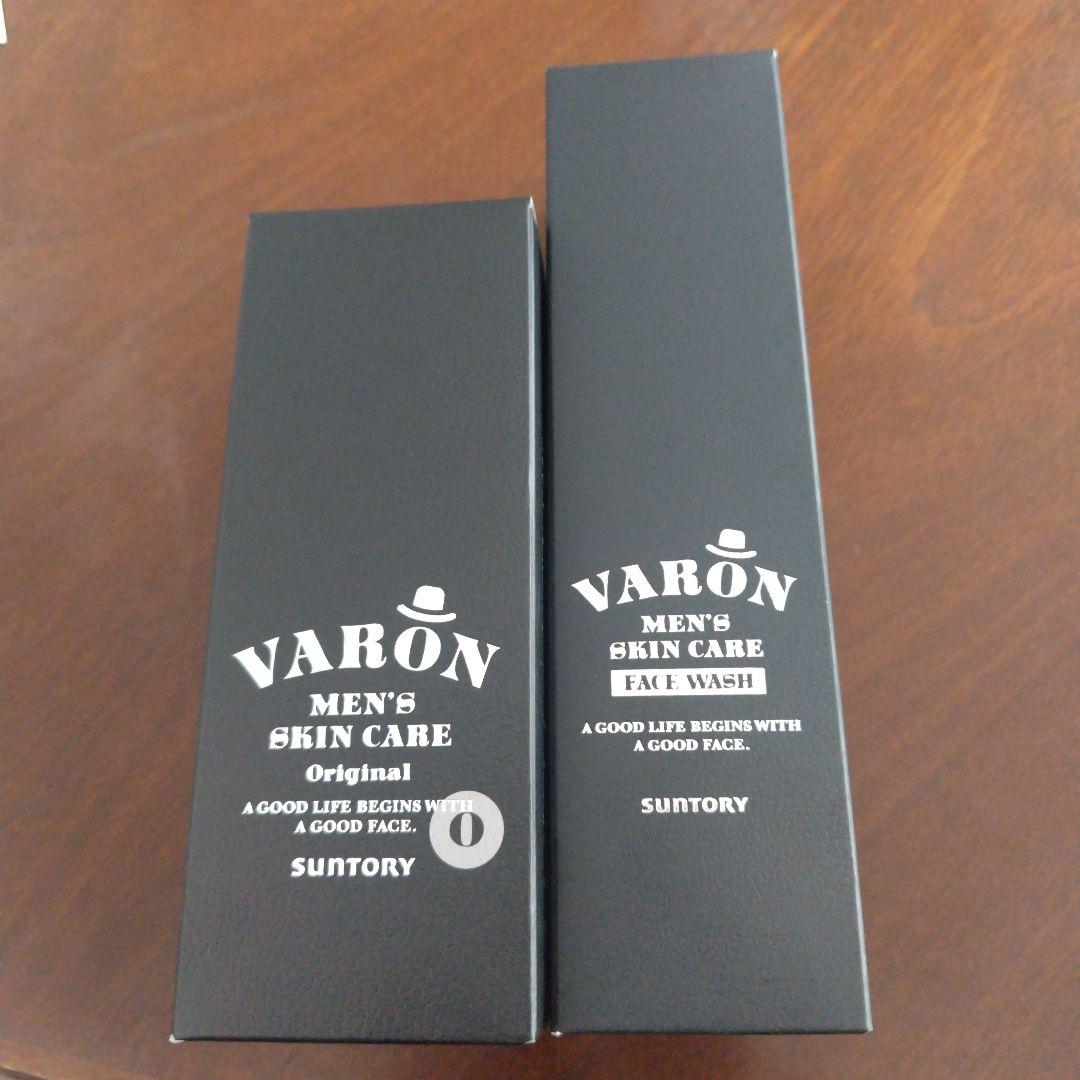 VARON
MEN'S
SKIN CARE
Original
A GOOD LIFE BEGINS WITH
A GOOD FACE.
O
SUNTORY
VARON
MEN'S
SKIN CARE
FACE WASH
A GOOD LIFE BEGINS WITH
A GOOD FACE.
SUNTORY